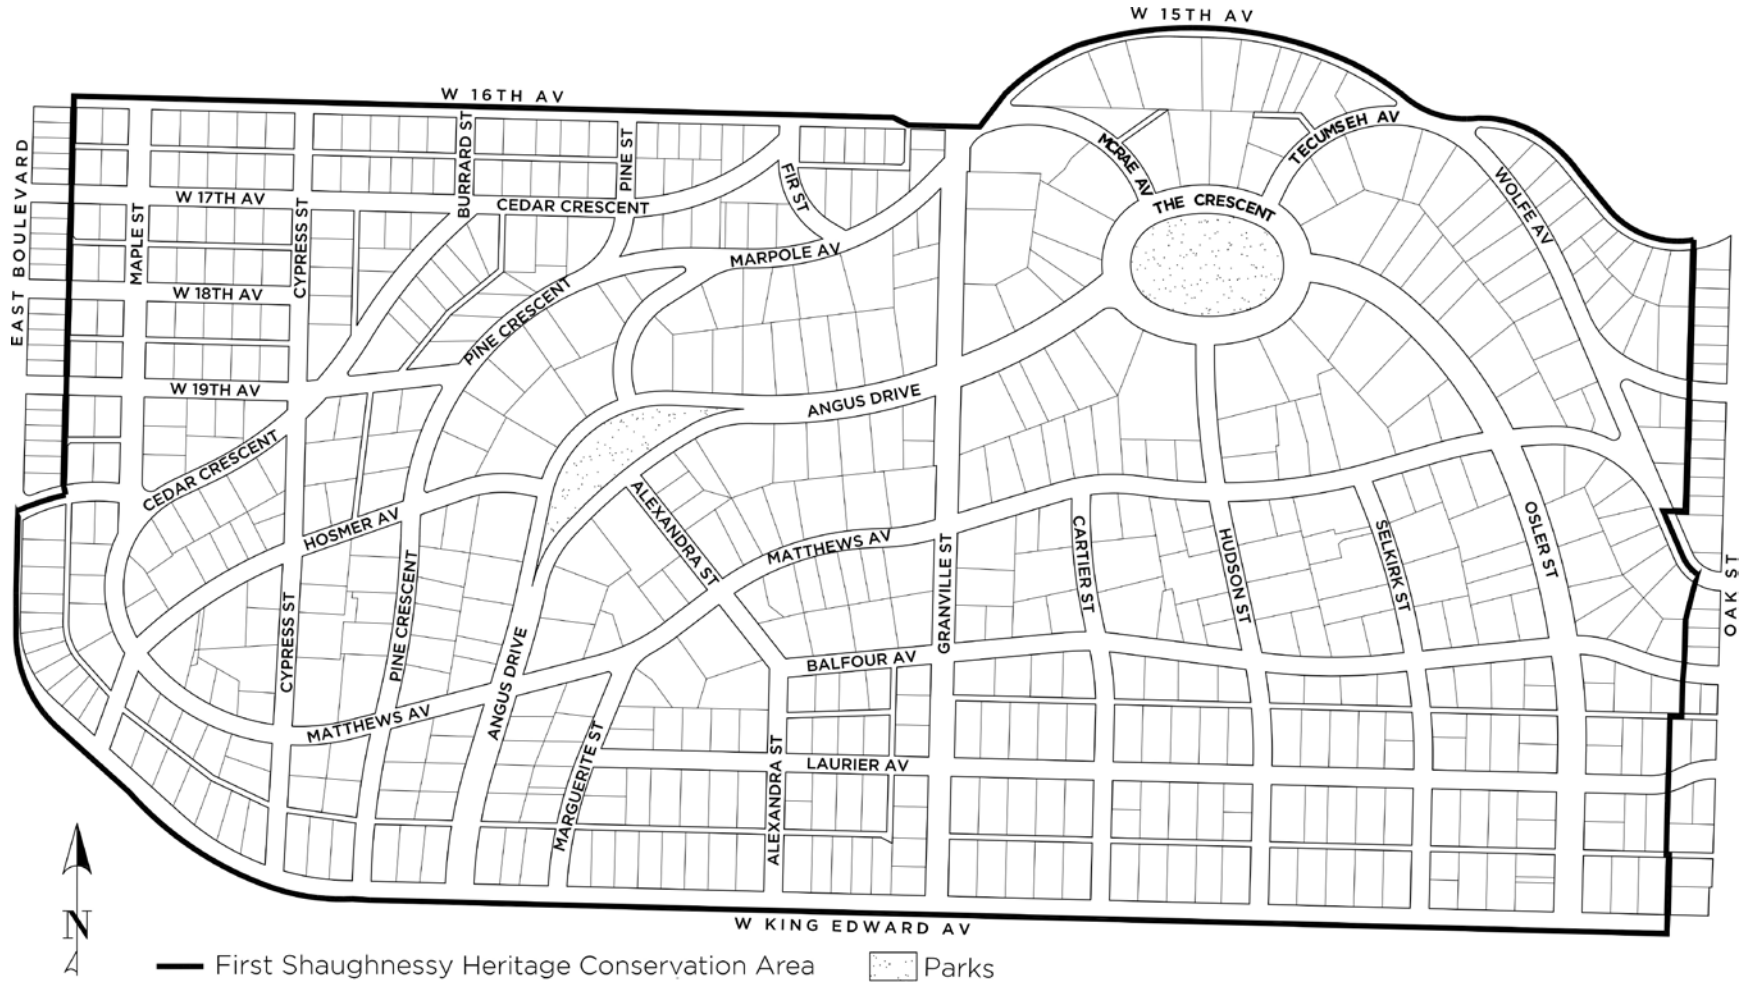 W 15TH AV
W 16TH AV
EAST BOULEVARD
BURRARD ST
PINE ST
MCRAE AV
TECUMSEH AV
FIR ST
WOLFE AV
W 17TH AV
CEDAR CRESCENT
THE CRESCENT
MAPLE ST
CYPRESS ST
MARPOLE AV
W 18TH AV
PINE CRESCENT
W 19TH AV
ANGUS DRIVE
CEDAR CRESCENT
HOSMER AV
ALEXANDRA ST
MATTHEWS AV
CARTIER ST
HUDSON ST
SELKIRK ST
OSLER ST
GRANVILLE ST
OAK ST
CYPRESS ST
PINE CRESCENT
ANGUS DRIVE
BALFOUR AV
MATTHEWS AV
MARGUERITE ST
ALEXANDRA ST
LAURIER AV
W KING EDWARD AV
N
First Shaughnessy Heritage Conservation Area
Parks